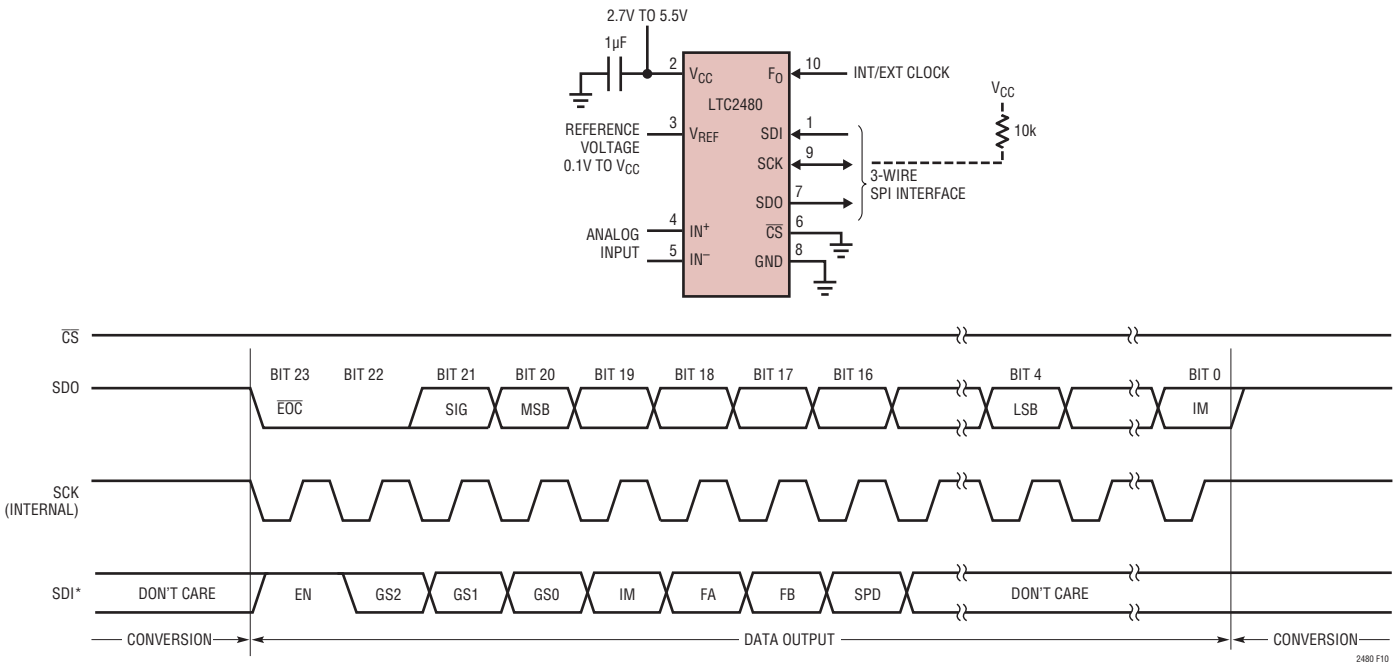 2.7V TO 5.5V
1µF
2
VCC
FO
10
INT/EXT CLOCK
LTC2480
VCC
10k
REFERENCE
VOLTAGE
0.1V TO VCC
3
VREF
SDI
1
SCK
9
3-WIRE
SPI INTERFACE
SDO
7
ANALOG
INPUT
4
IN+
5
IN–
CS
6
GND
8
CS
SDO
BIT 23 BIT 22 BIT 21 BIT 20 BIT 19 BIT 18 BIT 17 BIT 16 BIT 4 BIT 0
EOC SIG MSB LSB IM
SCK
(INTERNAL)
SDI* DON'T CARE EN GS2 GS1 GS0 IM FA FB SPD DON'T CARE
CONVERSION DATA OUTPUT CONVERSION
2480 F10